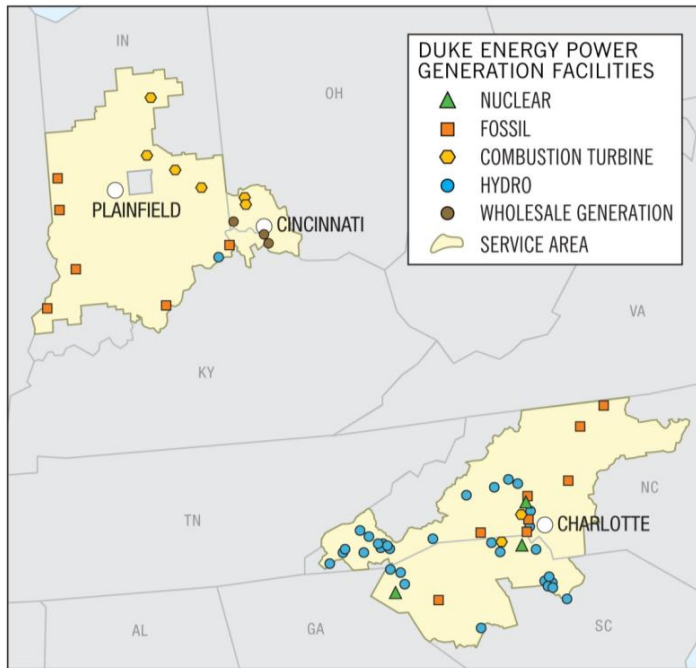 IN
OH
DUKE ENERGY POWER
GENERATION FACILITIES
NUCLEAR
FOSSIL
COMBUSTION TURBINE
HYDRO
WHOLESALE GENERATION
SERVICE AREA
PLAINFIELD
CINCINNATI
VA
KY
NC
TN
CHARLOTTE
AL
GA
SC